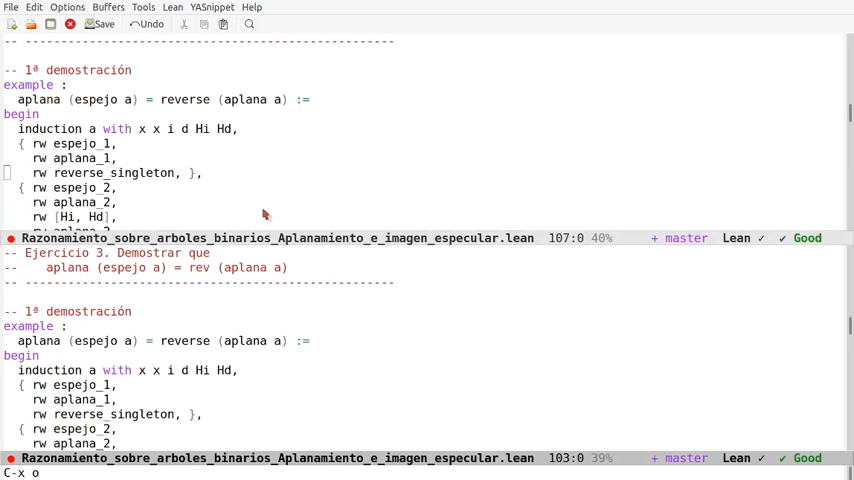 File Edit Options Buffers Tools Lean YASnippet Help
Save Undo
-- ---------------------------------------------------
-- 1ª demostración
example :
  aplana (espejo a) = reverse (aplana a) :=
begin
  induction a with x x i d Hi Hd,
  { rw espejo_1,
    rw aplana_1,
    rw reverse_singleton, },
  { rw espejo_2,
    rw aplana_2,
    rw [Hi, Hd],
    rw aplana_2
Razonamiento_sobre_arboles_binarios_Aplanamiento_e_imagen_especular.lean 107:0 40% + master Lean ✓ ✔ Good
-- Ejercicio 3. Demostrar que
--    aplana (espejo a) = rev (aplana a)
-- ---------------------------------------------------
-- 1ª demostración
example :
  aplana (espejo a) = reverse (aplana a) :=
begin
  induction a with x x i d Hi Hd,
  { rw espejo_1,
    rw aplana_1,
    rw reverse_singleton, },
  { rw espejo_2,
    rw aplana_2,
Razonamiento_sobre_arboles_binarios_Aplanamiento_e_imagen_especular.lean 103:0 39% + master Lean ✓ ✔ Good
C-x o